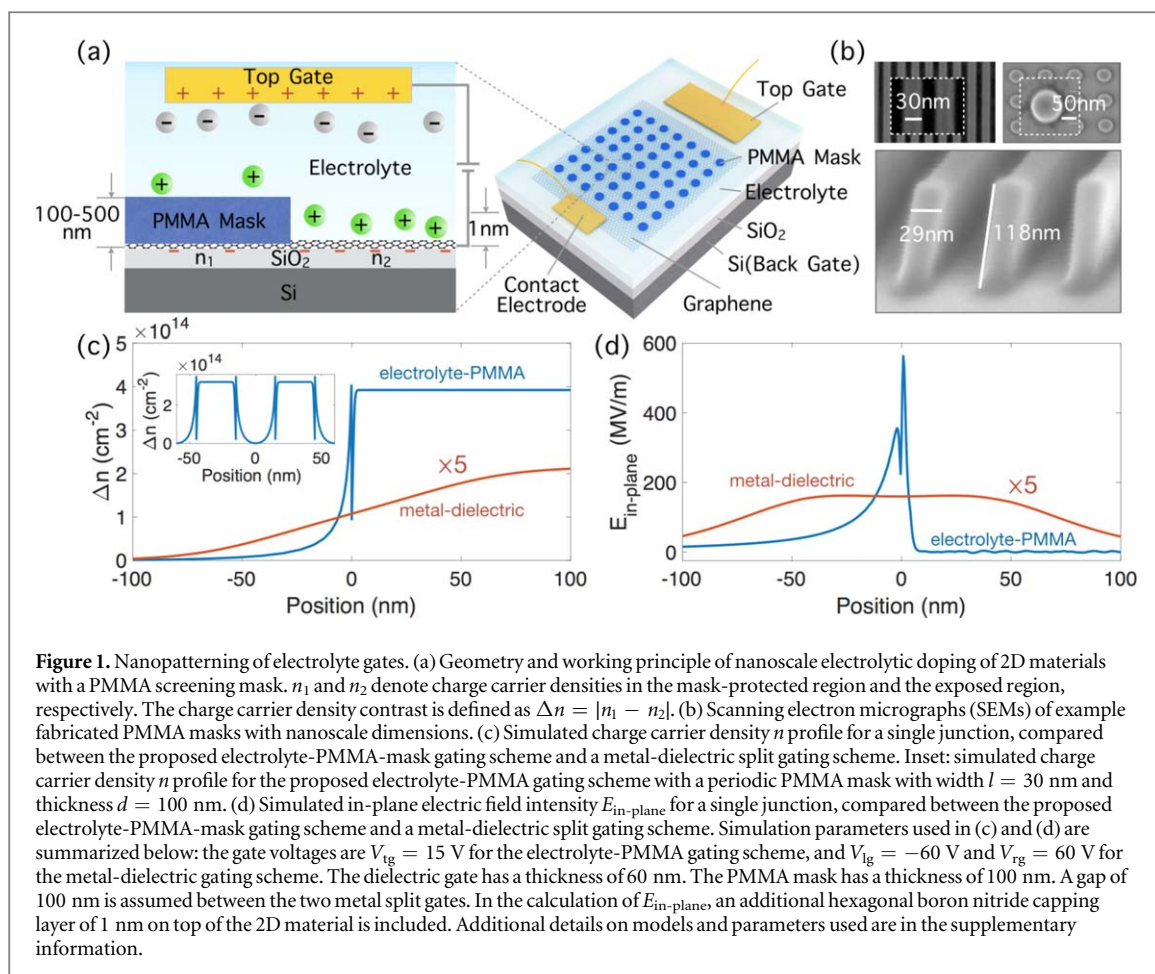 (a)
Top Gate
+ + + + + + +
Electrolyte
100-500
nm
PMMA Mask
1nm
n₁
SiO₂
n₂
Si
Top Gate
PMMA Mask
Electrolyte
SiO₂
Si(Back Gate)
Graphene
Contact
Electrode
(b)
30nm
50nm
29nm
118nm
(c)
×10¹⁴
5
4
3
2
1
0
Δn (cm⁻²)
-100
-50
0
50
100
Position (nm)
electrolyte-PMMA
×5
metal-dielectric
×10¹⁴
2
0
Δn (cm⁻²)
-50
0
50
Position (nm)
(d)
600
400
200
0
E in-plane (MV/m)
-100
-50
0
50
100
Position (nm)
metal-dielectric
×5
electrolyte-PMMA
Figure 1. Nanopatterning of electrolyte gates. (a) Geometry and working principle of nanoscale electrolytic doping of 2D materials
with a PMMA screening mask. n₁ and n₂ denote charge carrier densities in the mask-protected region and the exposed region,
respectively. The charge carrier density contrast is defined as Δn = |n₁ − n₂|. (b) Scanning electron micrographs (SEMs) of example
fabricated PMMA masks with nanoscale dimensions. (c) Simulated charge carrier density n profile for a single junction, compared
between the proposed electrolyte-PMMA-mask gating scheme and a metal-dielectric split gating scheme. Inset: simulated charge
carrier density n profile for the proposed electrolyte-PMMA gating scheme with a periodic PMMA mask with width l = 30 nm and
thickness d = 100 nm. (d) Simulated in-plane electric field intensity E in-plane for a single junction, compared between the proposed
electrolyte-PMMA-mask gating scheme and a metal-dielectric split gating scheme. Simulation parameters used in (c) and (d) are
summarized below: the gate voltages are V tg = 15 V for the electrolyte-PMMA gating scheme, and V lg = −60 V and V rg = 60 V for
the metal-dielectric gating scheme. The dielectric gate has a thickness of 60 nm. The PMMA mask has a thickness of 100 nm. A gap of
100 nm is assumed between the two metal split gates. In the calculation of E in-plane, an additional hexagonal boron nitride capping
layer of 1 nm on top of the 2D material is included. Additional details on models and parameters used are in the supplementary
information.